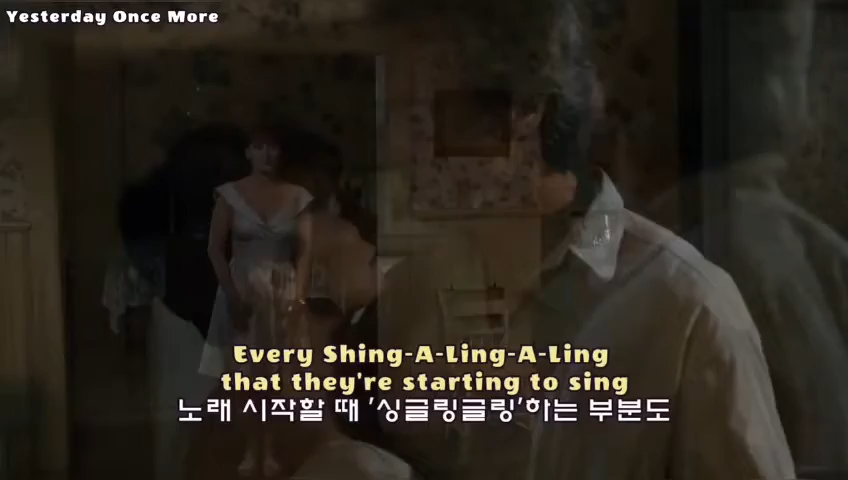 Yesterday Once More
Every Shing-A-Ling-A-Ling
that they're starting to sing
노래 시작할 때 '싱글링글링'하는 부분도